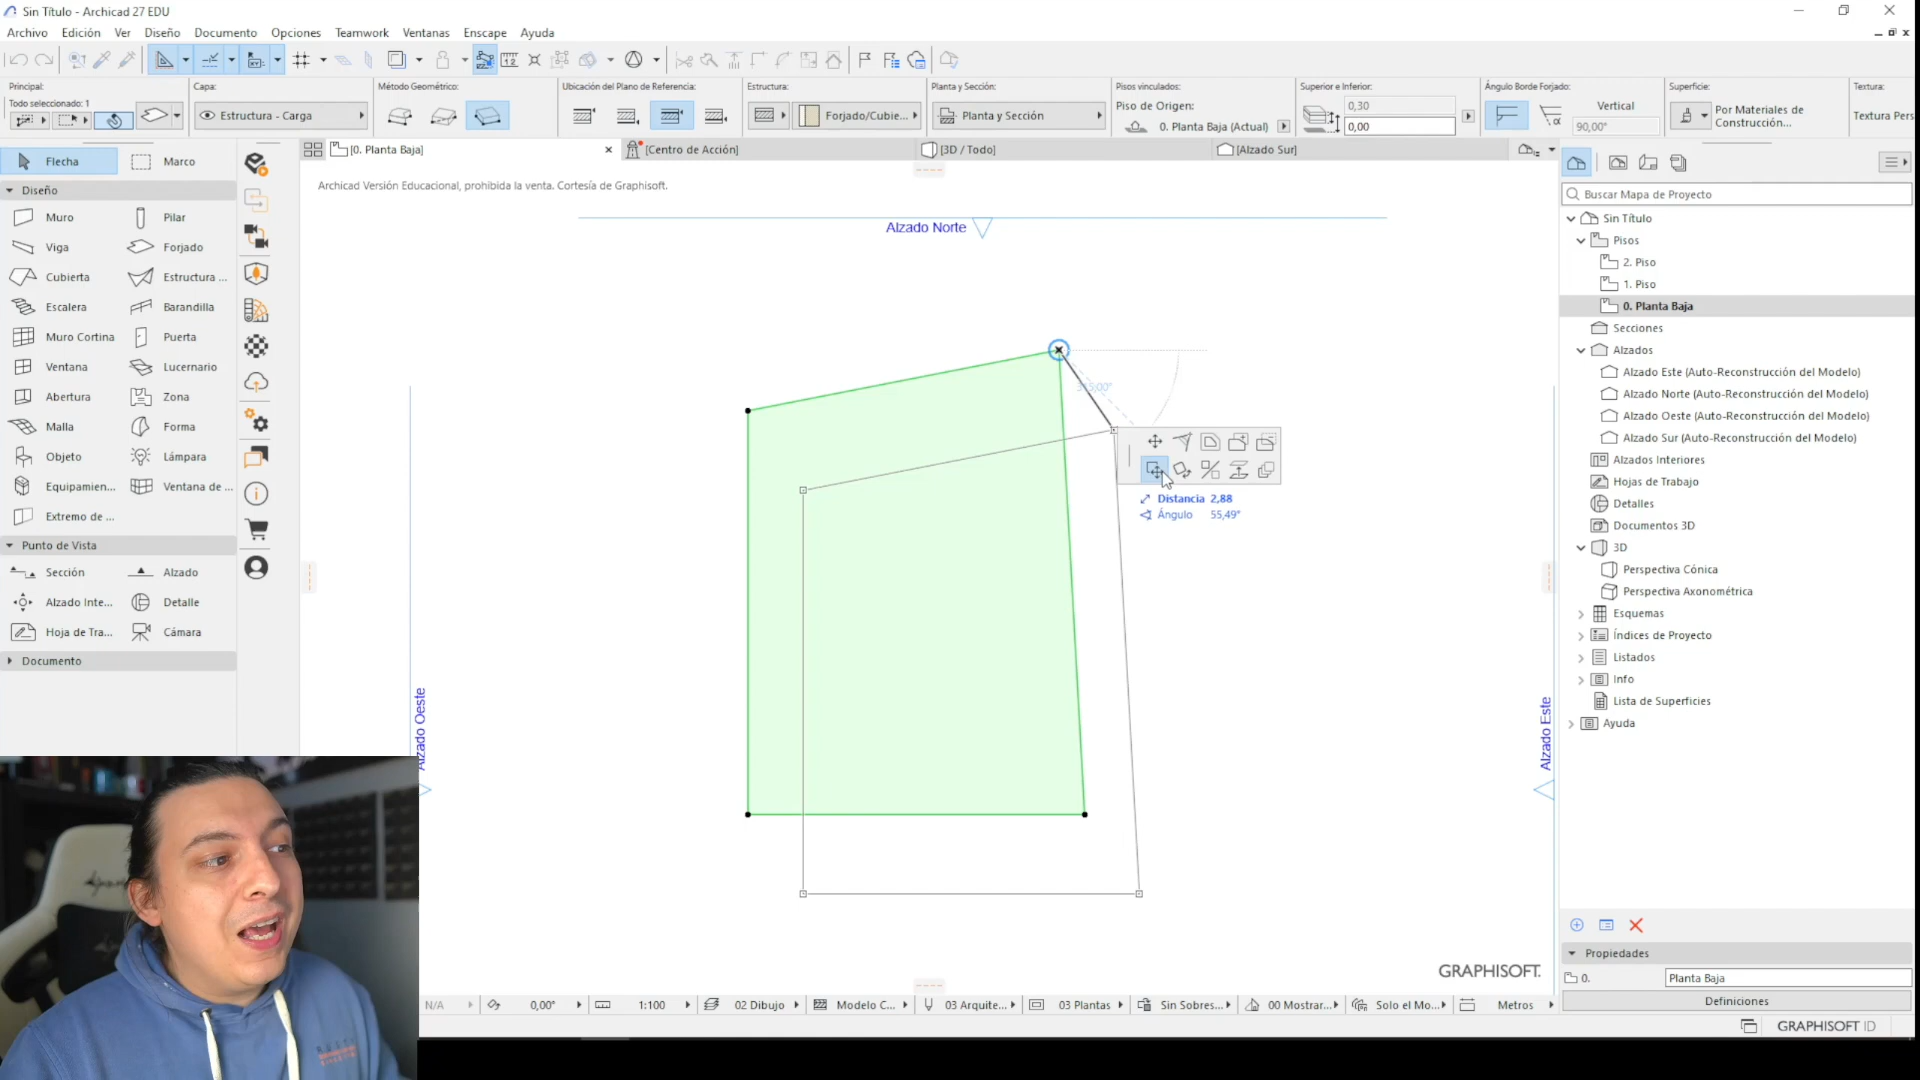 Sin Título - Archicad 27 EDU
Archivo Edición Ver Diseño Documento Opciones Teamwork Ventanas Enscape Ayuda
Principal: Capa: Método Geométrico: Ubicación del Plano de Referencia: Estructura: Planta y Sección: Pisos vinculados: Superior e Inferior: Ángulo Borde Forjado: Superficie: Textura:
Todo seleccionado: 1
Piso de Origen: 0,30 Vertical
Estructura - Carga Forjado/Cubie... Planta y Sección 0. Planta Baja (Actual) 0,00 90,00° Por Materiales de Construcción... Textura Pers
Flecha Marco
[0. Planta Baja] [Centro de Acción] [3D / Todo] [Alzado Sur]
Archicad Versión Educacional, prohibida la venta. Cortesía de Graphisoft.
Diseño
Muro Pilar
Viga Forjado
Cubierta Estructura ...
Escalera Barandilla
Muro Cortina Puerta
Ventana Lucernario
Abertura Zona
Malla Forma
Objeto Lámpara
Equipamien... Ventana de ...
Extremo de ...
Punto de Vista
Sección Alzado
Alzado Inte... Detalle
Hoja de Tra... Cámara
Documento
Alzado Norte
Alzado Oeste
Alzado Este
Distancia 2,88
Ángulo 55,49°
GRAPHISOFT.
Buscar Mapa de Proyecto
Sin Título
Pisos
2. Piso
1. Piso
0. Planta Baja
Secciones
Alzados
Alzado Este (Auto-Reconstrucción del Modelo)
Alzado Norte (Auto-Reconstrucción del Modelo)
Alzado Oeste (Auto-Reconstrucción del Modelo)
Alzado Sur (Auto-Reconstrucción del Modelo)
Alzados Interiores
Hojas de Trabajo
Detalles
Documentos 3D
3D
Perspectiva Cónica
Perspectiva Axonométrica
Esquemas
Índices de Proyecto
Listados
Info
Lista de Superficies
Ayuda
Propiedades
0. Planta Baja
Definiciones
N/A 0,00° 1:100 02 Dibujo Modelo C... 03 Arquite... 03 Plantas Sin Sobres... 00 Mostrar... Solo el Mo... Metros
GRAPHISOFT ID